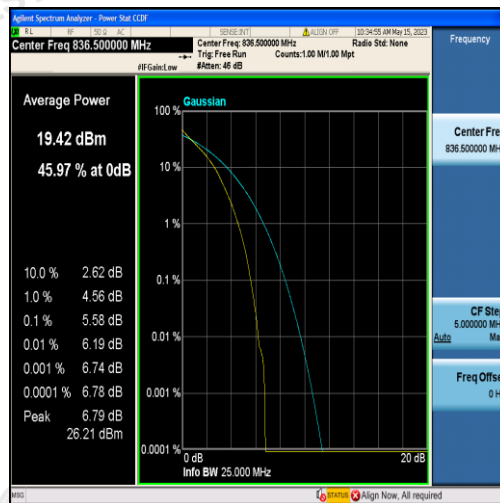 Agilent Spectrum Analyzer - Power Stat CCDF
RL RF 50 Ω AC SENSE:INT ALIGN OFF 10:34:55 AM May 15, 2023
Center Freq 836.500000 MHz
Center Freq: 836.500000 MHz Radio Std: None
Trig: Free Run Counts:1.00 M/1.00 Mpt
#IFGain:Low #Atten: 46 dB
Frequency
Average Power
19.42 dBm
45.97 % at 0dB
10.0 % 2.62 dB
1.0 % 4.56 dB
0.1 % 5.58 dB
0.01 % 6.19 dB
0.001 % 6.74 dB
0.0001 % 6.78 dB
Peak 6.79 dB
26.21 dBm
Gaussian
100 %
10 %
1 %
0.1 %
0.01 %
0.001 %
0.0001 %
0 dB 20 dB
Info BW 25.000 MHz
Center Fre
836.500000 MH
CF Ste
5.000000 MH
Auto Ma
Freq Offse
0 H
MSG STATUS Align Now, All required